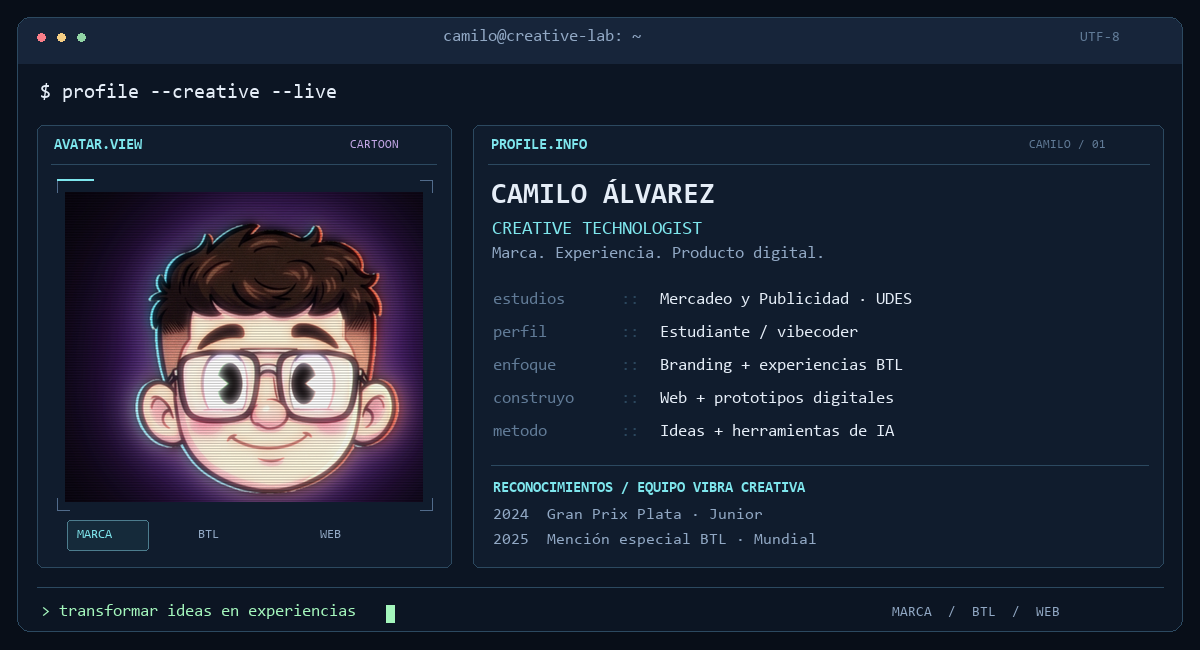 camilo@creative-lab: ~
UTF-8
$ profile --creative --live
AVATAR.VIEW
CARTOON
MARCA
BTL
WEB
PROFILE.INFO
CAMILO / 01
CAMILO ÁLVAREZ
CREATIVE TECHNOLOGIST
Marca. Experiencia. Producto digital.
estudios :: Mercadeo y Publicidad · UDES
perfil :: Estudiante / vibecoder
enfoque :: Branding + experiencias BTL
construyo :: Web + prototipos digitales
metodo :: Ideas + herramientas de IA
RECONOCIMIENTOS / EQUIPO VIBRA CREATIVA
2024 Gran Prix Plata · Junior
2025 Mención especial BTL · Mundial
> transformar ideas en experiencias
MARCA / BTL / WEB